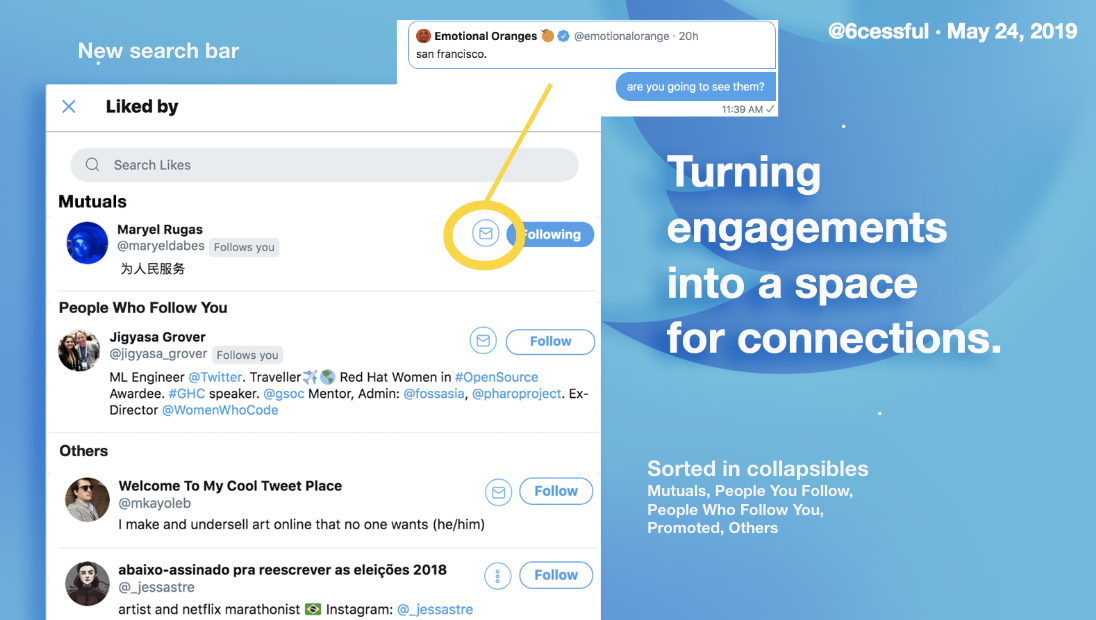 New search bar
Emotional Oranges 🍊 @emotionalorange · 20h
san francisco.
are you going to see them?
11:39 AM ✓
@6cessful · May 24, 2019
Liked by
Search Likes
Mutuals
Maryel Rugas
@maryeldabes Follows you
Following
为人民服务
People Who Follow You
Jigyasa Grover
@jigyasa_grover Follows you
Follow
ML Engineer @Twitter. Traveller✈️🌎 Red Hat Women in #OpenSource
Awardee. #GHC speaker. @gsoc Mentor, Admin: @fossasia, @pharoproject. Ex-
Director @WomenWhoCode
Others
Welcome To My Cool Tweet Place
@mkayoleb
Follow
I make and undersell art online that no one wants (he/him)
abaixo-assinado pra reescrever as eleições 2018
@_jessastre
Follow
artist and netflix marathonist 🇧🇷 Instagram: @_jessastre
Turning
engagements
into a space
for connections.
Sorted in collapsibles
Mutuals, People You Follow,
People Who Follow You,
Promoted, Others